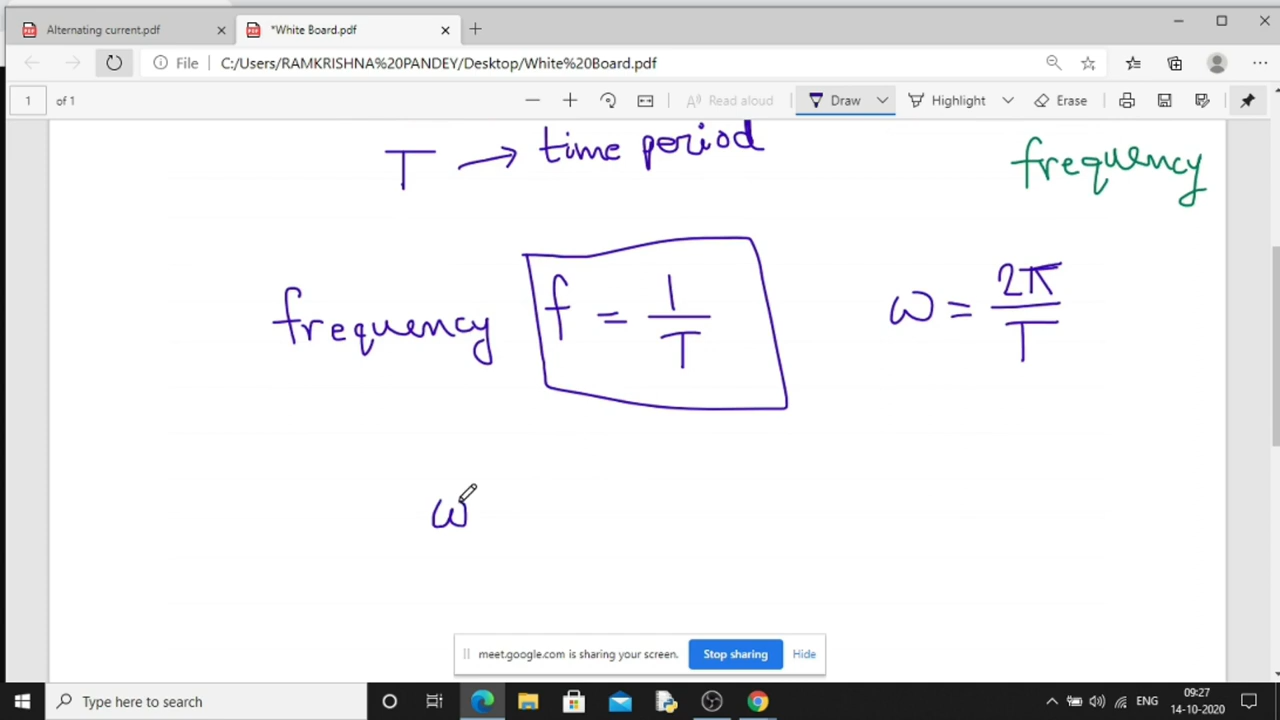 Alternating current.pdf
*White Board.pdf
File C:/Users/RAMKRISHNA%20PANDEY/Desktop/White%20Board.pdf
1 of 1 Read aloud Draw Highlight Erase
T → time period
frequency
frequency f = 1/T
ω = 2π/T
ω
meet.google.com is sharing your screen. Stop sharing Hide
Type here to search
ENG
09:27
14-10-2020